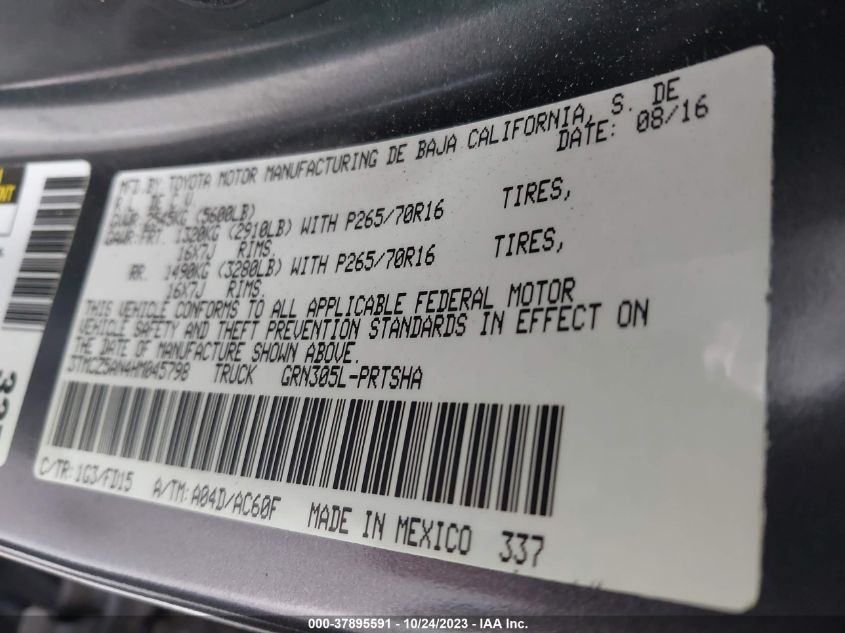 MFD.BY: TOYOTA MOTOR MANUFACTURING DE BAJA CALIFORNIA, S. DE
R.L. DE C.V. DATE: 08/16
GVWR 2545KG (5600LB)
GAWR:FRT. 1320KG (2910LB) WITH P265/70R16 TIRES,
16X7J RIMS.
RR. 1490KG (3280LB) WITH P265/70R16 TIRES,
16X7J RIMS.
THIS VEHICLE CONFORMS TO ALL APPLICABLE FEDERAL MOTOR
VEHICLE SAFETY AND THEFT PREVENTION STANDARDS IN EFFECT ON
THE DATE OF MANUFACTURE SHOWN ABOVE.
3TMCZ5AN4HM045798 TRUCK GRN305L-PRTSHA
C/TR:1G3/FD15 A/TM:A04D/AC60F
MADE IN MEXICO 337
000-37895591 - 10/24/2023 - IAA Inc.